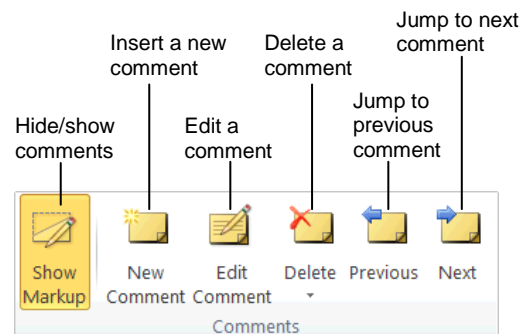 Jump to next
comment
Insert a new
comment
Delete a
comment
Jump to
previous
comment
Hide/show
comments
Edit a
comment
Show
Markup
New
Comment
Edit
Comment
Delete
Previous
Next
Comments